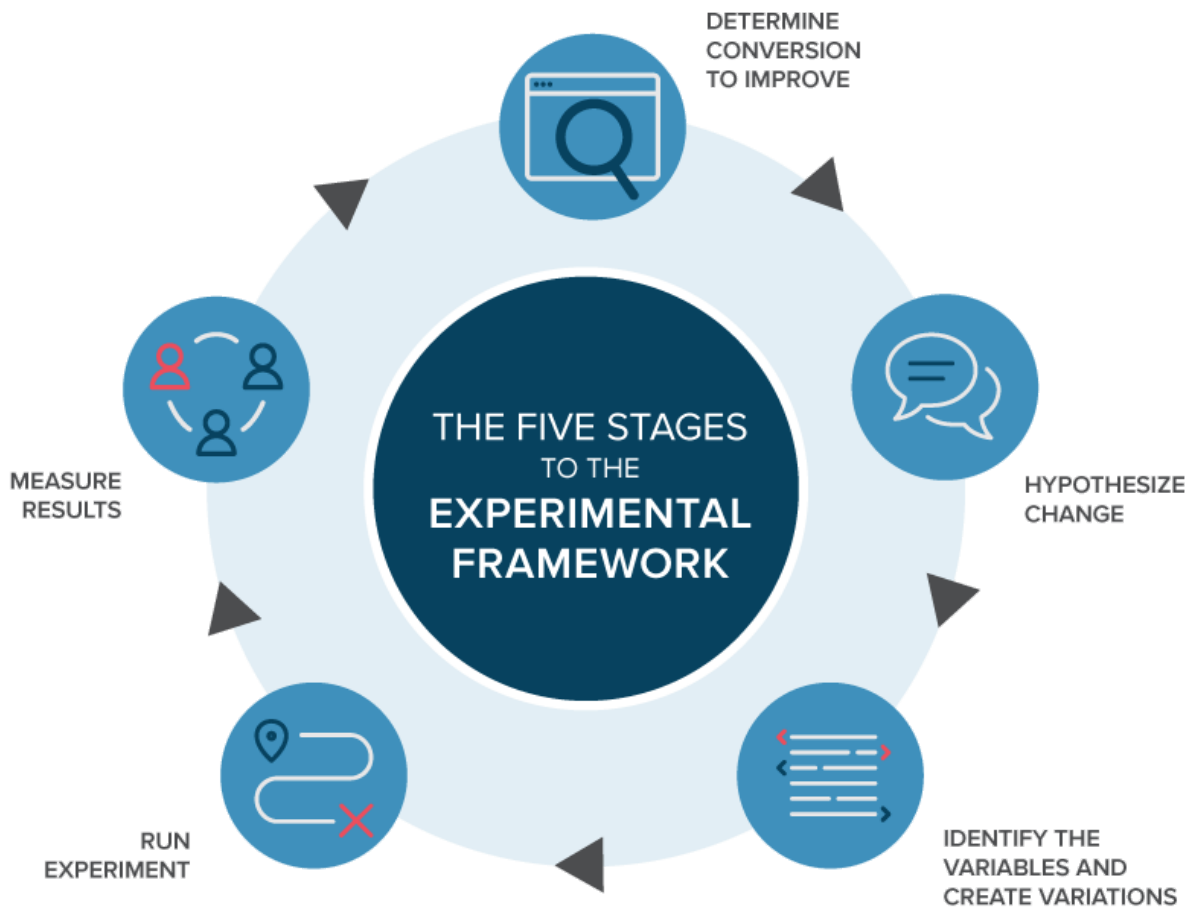 DETERMINE
CONVERSION
TO IMPROVE
THE FIVE STAGES
TO THE
EXPERIMENTAL
FRAMEWORK
HYPOTHESIZE
CHANGE
IDENTIFY THE
VARIABLES AND
CREATE VARIATIONS
RUN
EXPERIMENT
MEASURE
RESULTS